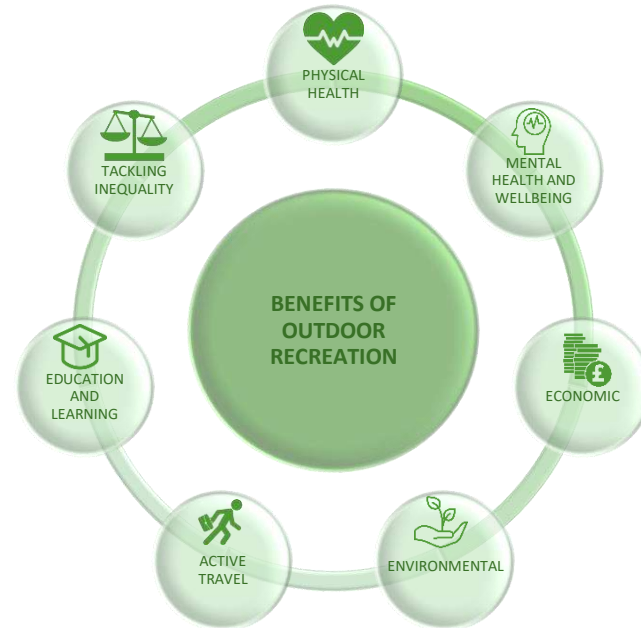 PHYSICAL
HEALTH
MENTAL
HEALTH AND
WELLBEING
ECONOMIC
£
ENVIRONMENTAL
ACTIVE
TRAVEL
EDUCATION
AND
LEARNING
TACKLING
INEQUALITY
BENEFITS OF
OUTDOOR
RECREATION